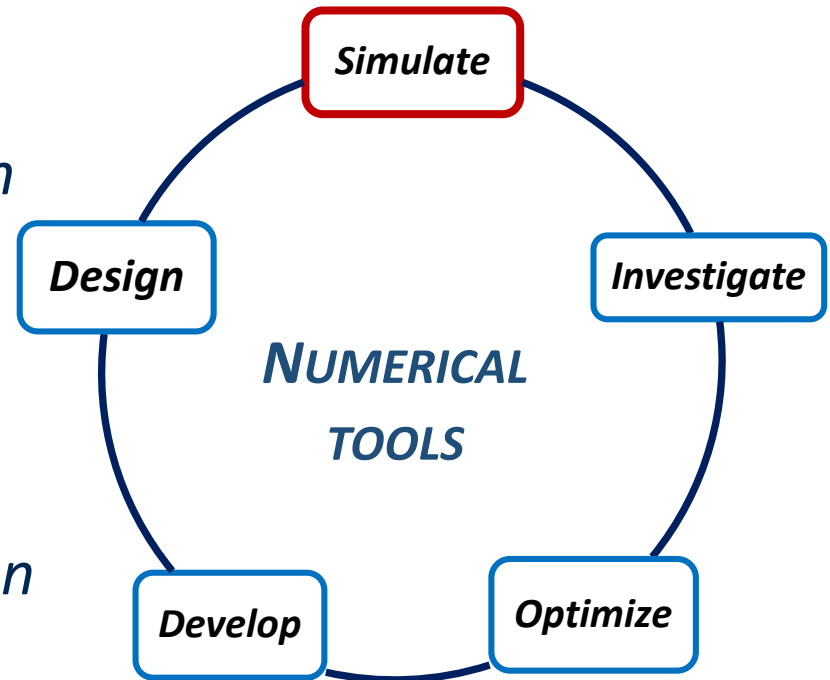 Simulate
n
Design
Investigate
NUMERICAL
TOOLS
n
Develop
Optimize